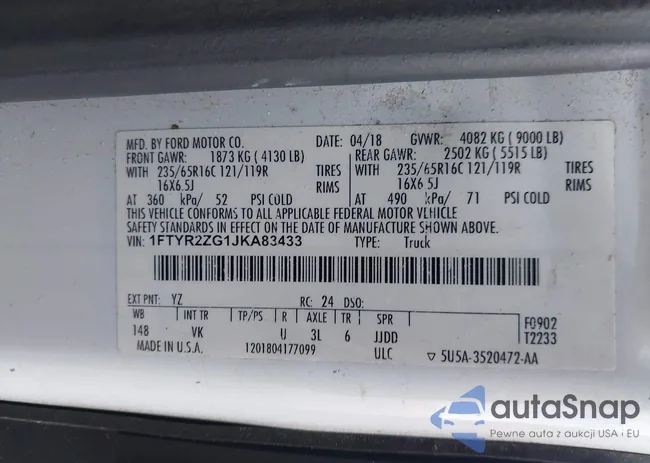 MFD. BY FORD MOTOR CO. DATE: 04/18 GVWR: 4082 KG ( 9000 LB)
FRONT GAWR: 1873 KG ( 4130 LB) REAR GAWR: 2502 KG ( 5515 LB)
WITH 235/65R16C 121/119R TIRES WITH 235/65R16C 121/119R TIRES
16X6.5J RIMS 16X6.5J RIMS
AT 360 kPa/ 52 PSI COLD AT 490 kPa/ 71 PSI COLD
THIS VEHICLE CONFORMS TO ALL APPLICABLE FEDERAL MOTOR VEHICLE
SAFETY STANDARDS IN EFFECT ON THE DATE OF MANUFACTURE SHOWN ABOVE.
VIN: 1FTYR2ZG1JKA83433 TYPE: Truck
EXT PNT: YZ RC: 24 DSO:
WB INT TR TP/PS R AXLE TR SPR F0902
148 VK U 3L 6 JJDD T2233
MADE IN U.S.A. 1201804177099 ULC ▽ 5U5A-3520472-AA
autaSnap
Pewne auta z aukcji USA i EU